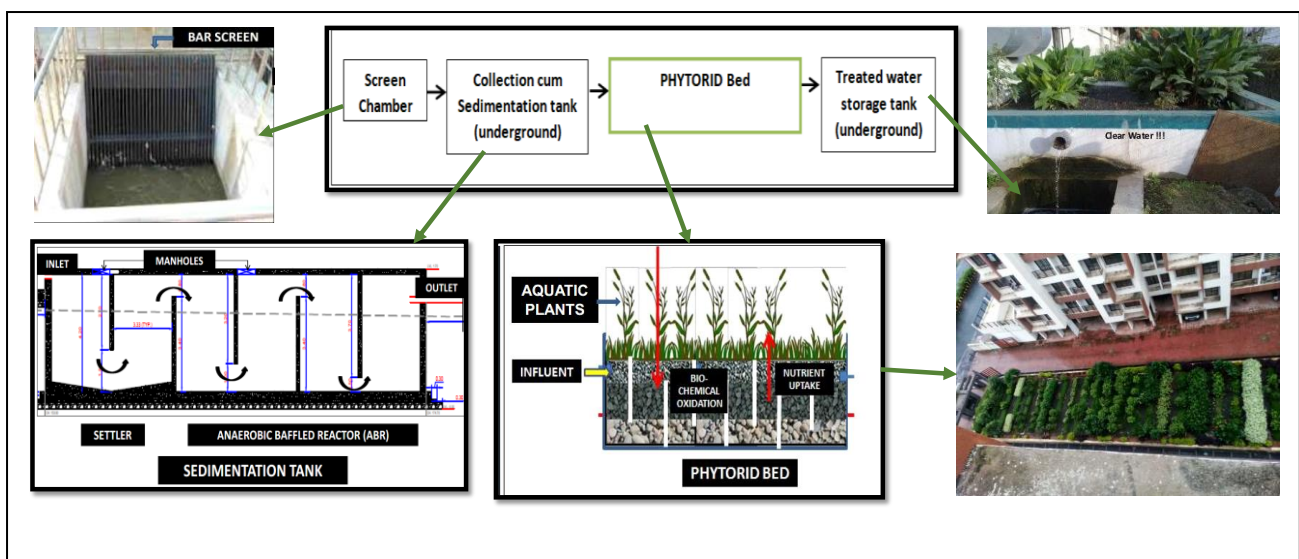 BAR SCREEN
Screen
Chamber
Collection cum
Sedimentation tank
(underground)
PHYTORID Bed
Treated water
storage tank
(underground)
Clear Water !!!
INLET
MANHOLES
OUTLET
SETTLER
ANAEROBIC BAFFLED REACTOR (ABR)
SEDIMENTATION TANK
AQUATIC
PLANTS
INFLUENT
BIO-
CHEMICAL
OXIDATION
NUTRIENT
UPTAKE
PHYTORID BED